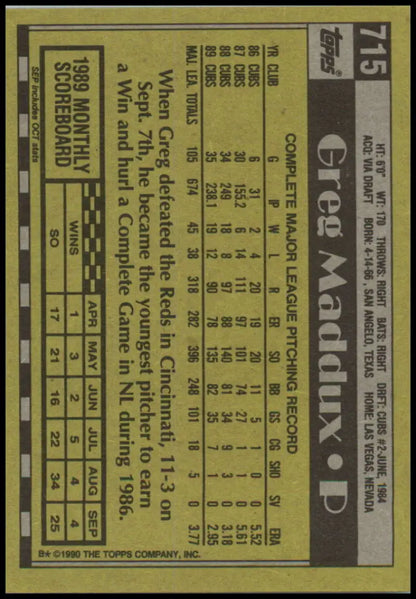 715
Topps
Greg Maddux • P
HT: 6'0" WT: 170 THROWS: RIGHT BATS: RIGHT DRFT: CUBS #2-JUNE, 1984
ACQ: VIA DRAFT BORN: 4-14-66, SAN ANGELO, TEXAS HOME: LAS VEGAS, NEVADA
COMPLETE MAJOR LEAGUE PITCHING RECORD
YR CLUB G IP W L R ER SO BB GS CG SHO SV ERA
86 CUBS 6 31 2 4 20 19 20 11 5 1 0 0 5.52
87 CUBS 30 155.2 6 14 111 97 101 74 27 1 1 0 5.61
88 CUBS 34 249 18 8 97 88 140 81 34 9 3 0 3.18
89 CUBS 35 238.1 19 12 90 78 135 82 35 7 1 0 2.95
MAJ. LEA. TOTALS 105 674 45 38 318 282 396 248 101 18 5 0 3.77
When Greg defeated the Reds in Cincinnati, 11-3 on
Sept. 7th, he became the youngest pitcher to earn
a Win and hurl a Complete Game in NL during 1986.
1989 MONTHLY
SCOREBOARD
SEP includes OCT stats
APR MAY JUN JUL AUG SEP
WINS 1 3 2 5 4 4
SO 17 21 16 22 34 25
B* ©1990 THE TOPPS COMPANY, INC.